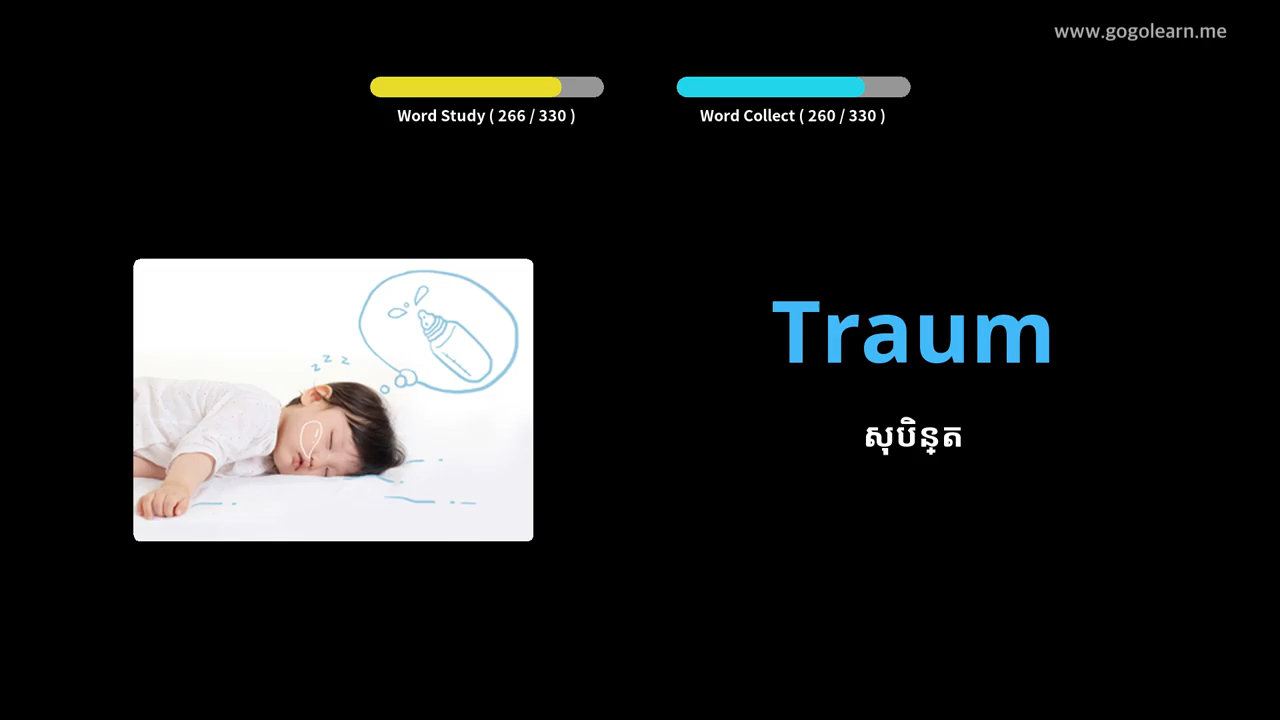 www.gogolearn.me
Word Study ( 266 / 330 )
Word Collect ( 260 / 330 )
z z z
Traum
សុបិន្ត